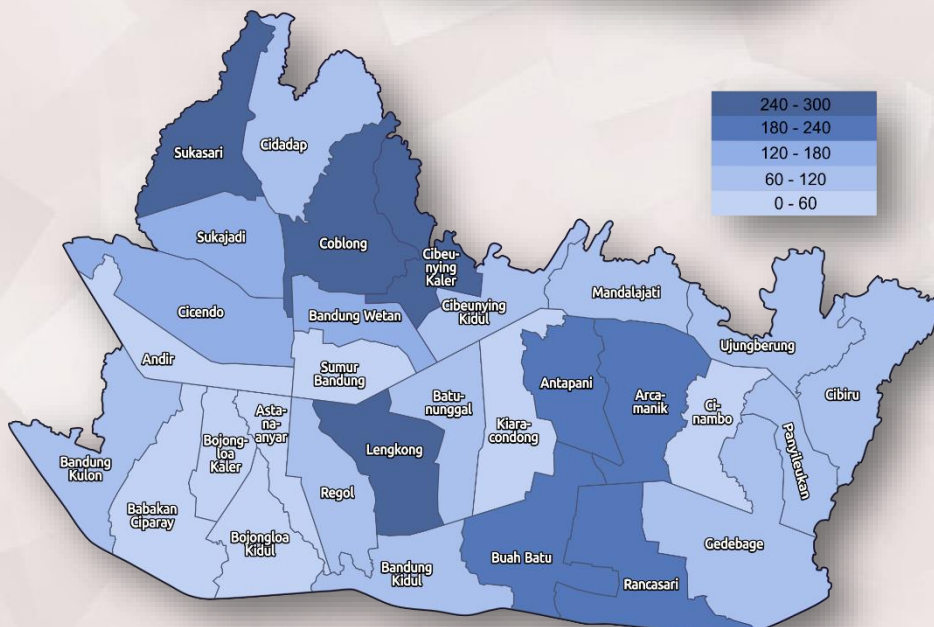 240 - 300
180 - 240
120 - 180
60 - 120
0 - 60
Sukasari
Cidadap
Sukajadi
Coblong
Cibeu-
nying
Kaler
Cibeunying
Kidul
Mandalajati
Cicendo
Bandung Wetan
Ujungberung
Andir
Sumur
Bandung
Antapani
Arca-
manik
Ci-
nambo
Cibiru
Batu-
nunggal
Kiara-
condong
Panyileukan
Asta-
na-
anyar
Bojong-
loa
Kaler
Lengkong
Bandung
Kulon
Babakan
Ciparay
Regol
Bojongloa
Kidul
Bandung
Kidul
Buah Batu
Gedebage
Rancasari